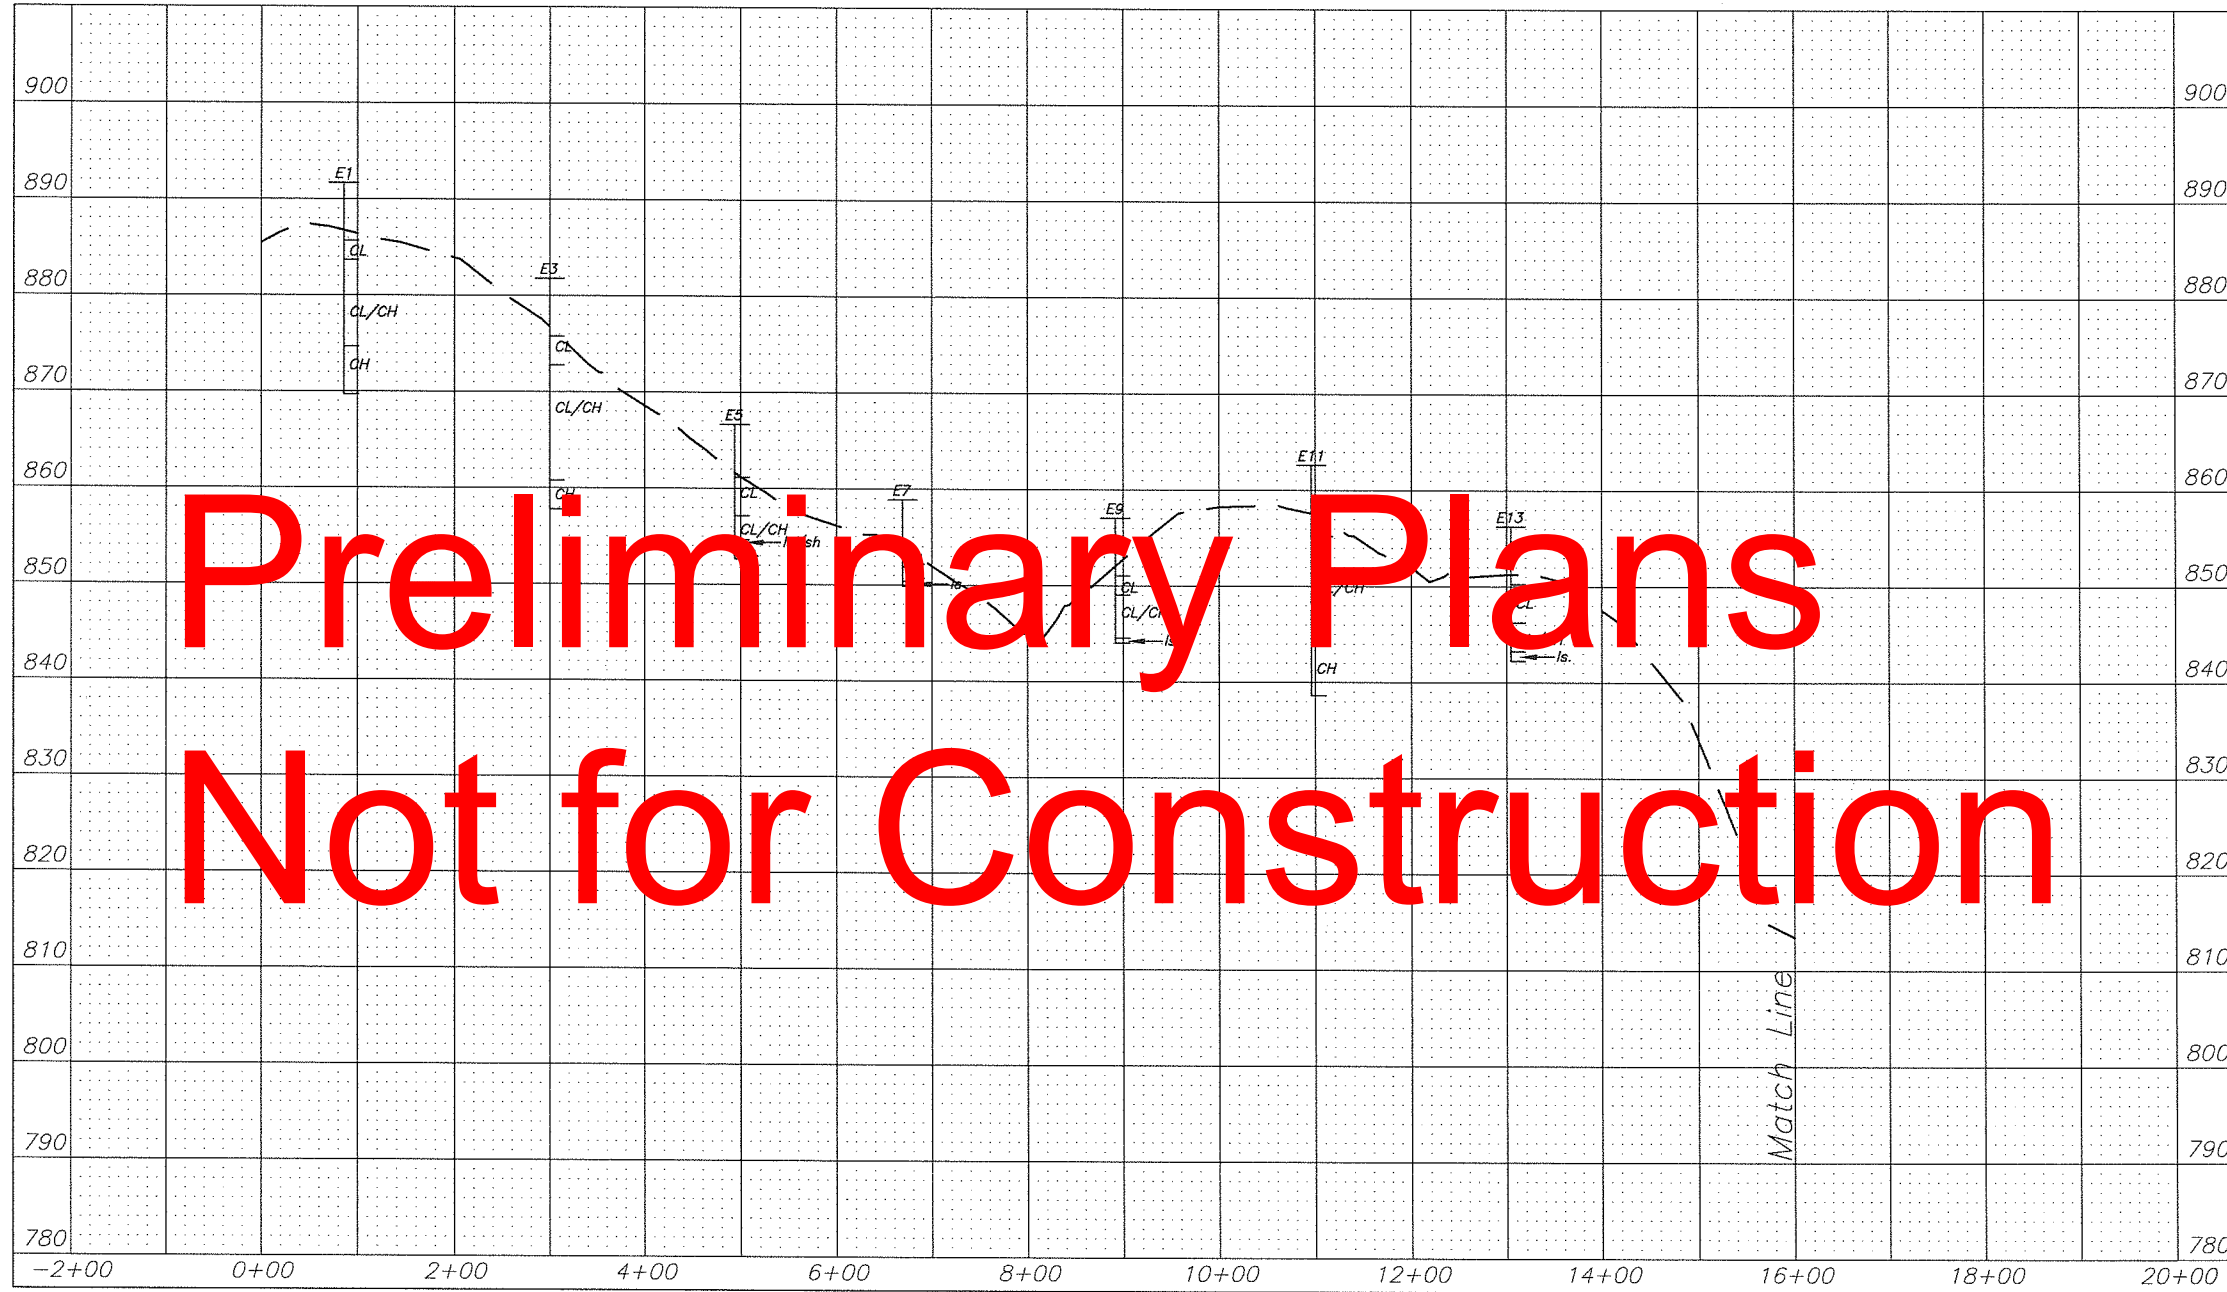 900 900
E1
890 890
CL
E3
880 880
CL/CH
CL
CH
870 870
CL/CH
E5
E11
860 860
CH
CL
E7
E9
E13
CL/CH
850 850
ls.
CL
CL/CH
CL
ls.
840 840
CH
Preliminary Plans
830 830
Not for Construction
820 820
810 810
Match Line
800 800
790 790
780 780
-2+00 0+00 2+00 4+00 6+00 8+00 10+00 12+00 14+00 16+00 18+00 20+00